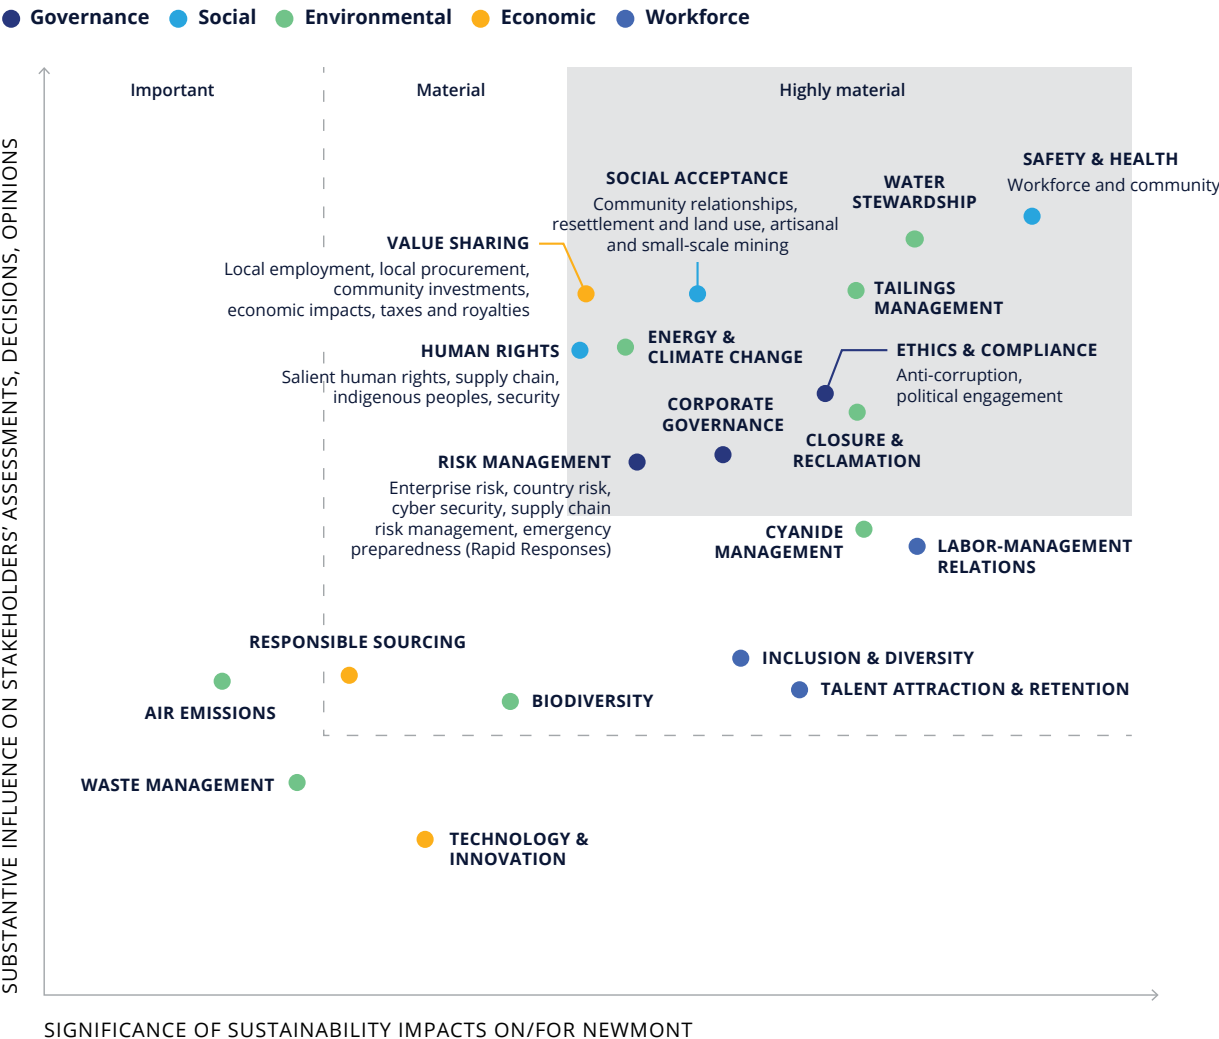 Governance Social Environmental Economic Workforce
Important Material Highly material
SAFETY & HEALTH
Workforce and community
SOCIAL ACCEPTANCE
Community relationships,
resettlement and land use, artisanal
and small-scale mining
WATER
STEWARDSHIP
VALUE SHARING
Local employment, local procurement,
community investments,
economic impacts, taxes and royalties
TAILINGS
MANAGEMENT
HUMAN RIGHTS
Salient human rights, supply chain,
indigenous peoples, security
ENERGY &
CLIMATE CHANGE
ETHICS & COMPLIANCE
Anti-corruption,
political engagement
CORPORATE
GOVERNANCE
CLOSURE &
RECLAMATION
RISK MANAGEMENT
Enterprise risk, country risk,
cyber security, supply chain
risk management, emergency
preparedness (Rapid Responses)
CYANIDE
MANAGEMENT
LABOR-MANAGEMENT
RELATIONS
RESPONSIBLE SOURCING
INCLUSION & DIVERSITY
TALENT ATTRACTION & RETENTION
BIODIVERSITY
AIR EMISSIONS
WASTE MANAGEMENT
TECHNOLOGY &
INNOVATION
SUBSTANTIVE INFLUENCE ON STAKEHOLDERS’ ASSESSMENTS, DECISIONS, OPINIONS
SIGNIFICANCE OF SUSTAINABILITY IMPACTS ON/FOR NEWMONT